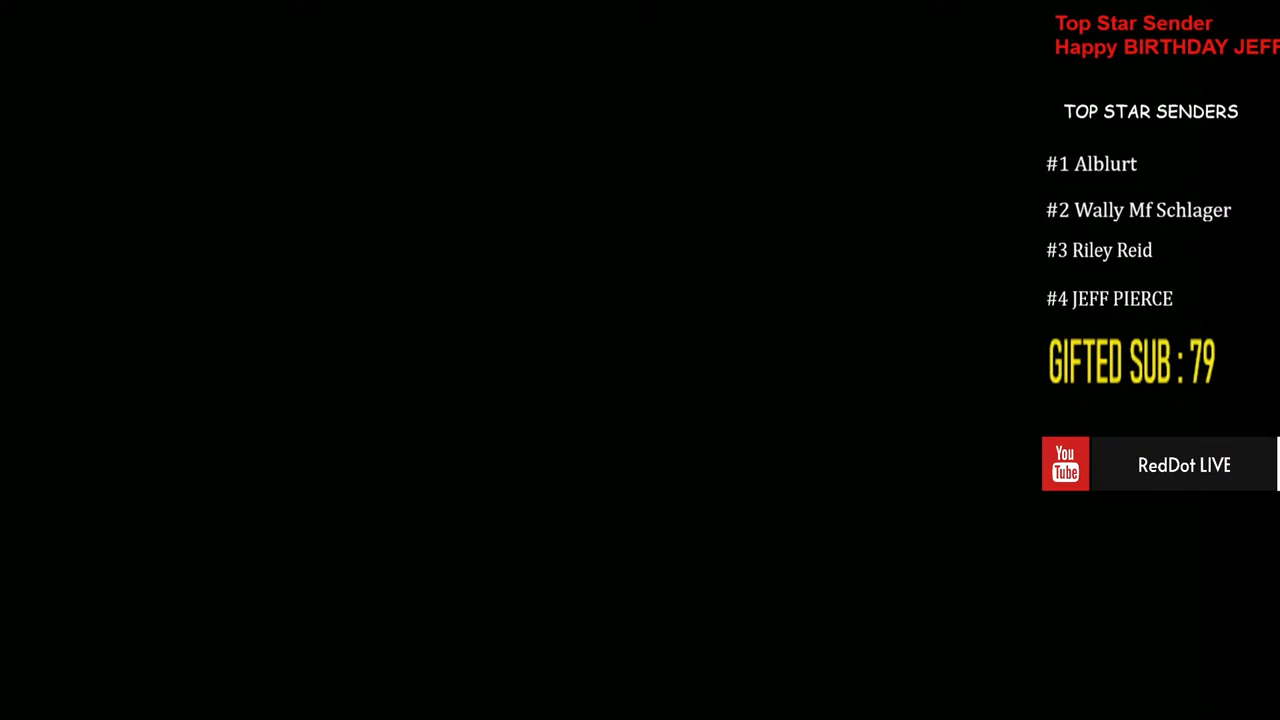 Top Star Sender
Happy BIRTHDAY JEFF
TOP STAR SENDERS
#1 Alblurt
#2 Wally Mf Schlager
#3 Riley Reid
#4 JEFF PIERCE
GIFTED SUB : 79
You
Tube
RedDot LIVE